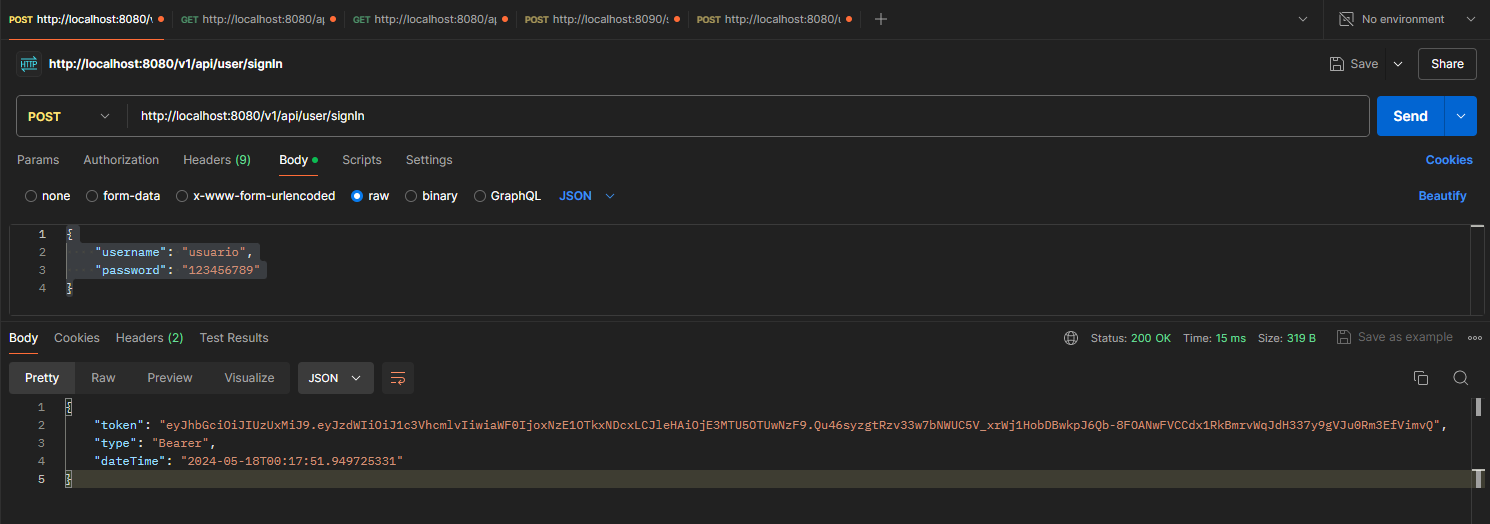 POST http://localhost:8080/v GET http://localhost:8080/ap GET http://localhost:8080/ap POST http://localhost:8090/s POST http://localhost:8080/u No environment
HTTP http://localhost:8080/v1/api/user/signIn Save Share
POST http://localhost:8080/v1/api/user/signIn Send
Params Authorization Headers (9) Body Scripts Settings Cookies
none form-data x-www-form-urlencoded raw binary GraphQL JSON Beautify
1 {
2 "username": "usuario",
3 "password": "123456789"
4 }
Body Cookies Headers (2) Test Results Status: 200 OK Time: 15 ms Size: 319 B Save as example
Pretty Raw Preview Visualize JSON
1 {
2 "token": "eyJhbGciOiJIUzUxMiJ9.eyJzdWIiOiJ1c3VhcmlvIiwiaWF0IjoxNzE1OTkxNDcxLCJleHAiOjE3MTU5OTUwNzF9.Qu46syzgtRzv33w7bNWUC5V_xrWj1HobDBwkpJ6Qb-8FOANwFVCCdx1RkBmrvWqJdH337y9gVJu0Rm3EfVimvQ",
3 "type": "Bearer",
4 "dateTime": "2024-05-18T00:17:51.949725331"
5 }